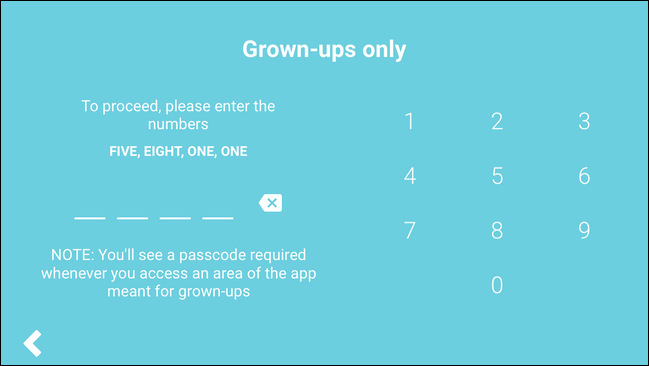 Grown-ups only
To proceed, please enter the
numbers
FIVE, EIGHT, ONE, ONE
NOTE: You'll see a passcode required
whenever you access an area of the app
meant for grown-ups
1 2 3
4 5 6
7 8 9
0